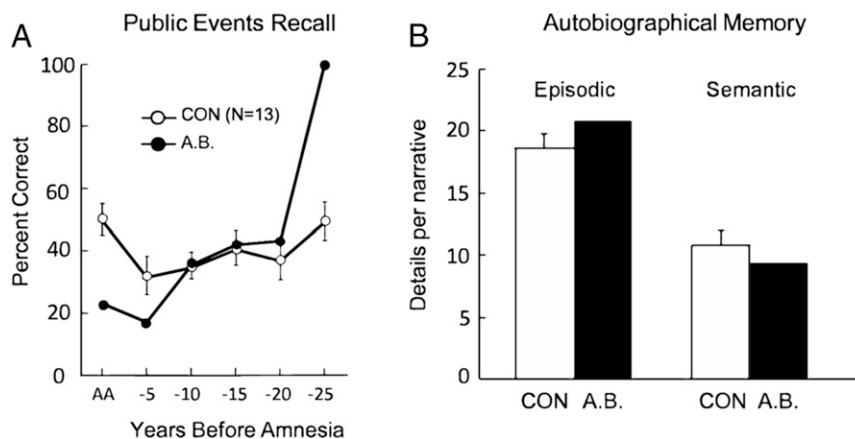 A
Public Events Recall
Percent Correct
100
80
60
40
20
0
CON (N=13)
A.B.
AA -5 -10 -15 -20 -25
Years Before Amnesia
B
Autobiographical Memory
Details per narrative
25
20
15
10
5
0
Episodic Semantic
CON A.B. CON A.B.